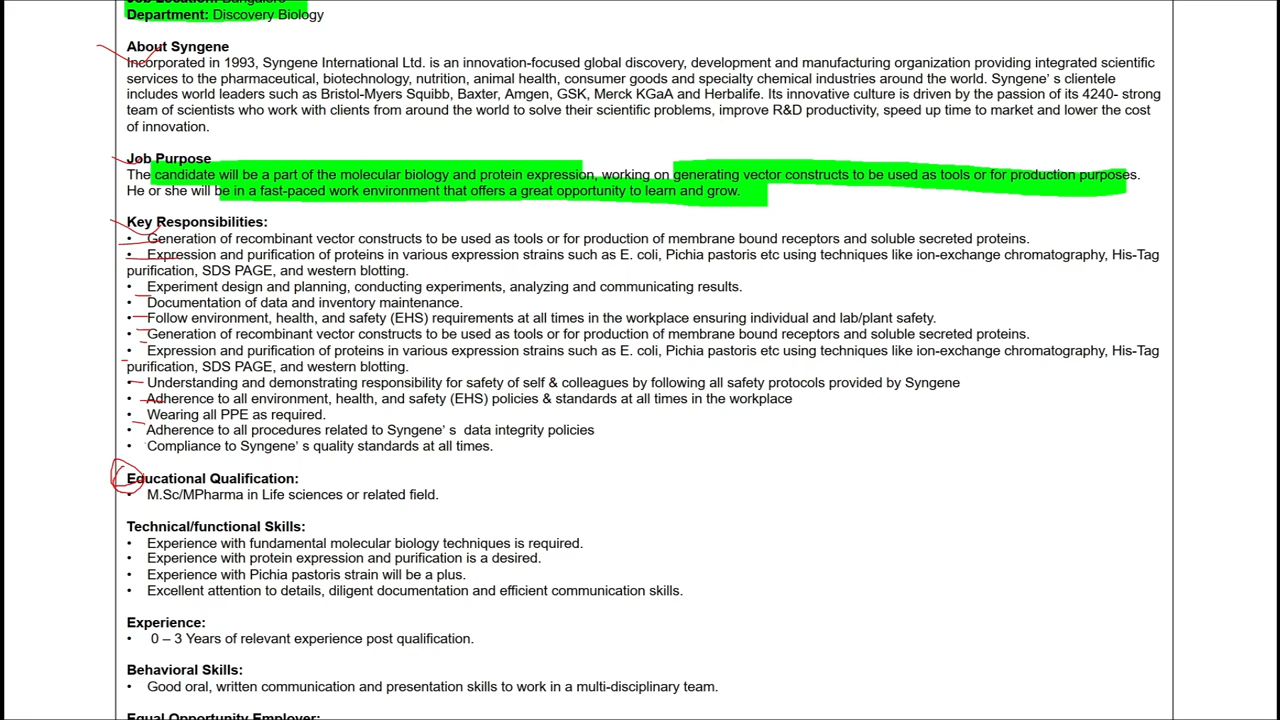 Job Location: Bangalore
Department: Discovery Biology
About Syngene
Incorporated in 1993, Syngene International Ltd. is an innovation-focused global discovery, development and manufacturing organization providing integrated scientific
services to the pharmaceutical, biotechnology, nutrition, animal health, consumer goods and specialty chemical industries around the world. Syngene' s clientele
includes world leaders such as Bristol-Myers Squibb, Baxter, Amgen, GSK, Merck KGaA and Herbalife. Its innovative culture is driven by the passion of its 4240- strong
team of scientists who work with clients from around the world to solve their scientific problems, improve R&D productivity, speed up time to market and lower the cost
of innovation.
Job Purpose
The candidate will be a part of the molecular biology and protein expression, working on generating vector constructs to be used as tools or for production purposes.
He or she will be in a fast-paced work environment that offers a great opportunity to learn and grow.
Key Responsibilities:
• Generation of recombinant vector constructs to be used as tools or for production of membrane bound receptors and soluble secreted proteins.
• Expression and purification of proteins in various expression strains such as E. coli, Pichia pastoris etc using techniques like ion-exchange chromatography, His-Tag
purification, SDS PAGE, and western blotting.
• Experiment design and planning, conducting experiments, analyzing and communicating results.
• Documentation of data and inventory maintenance.
• Follow environment, health, and safety (EHS) requirements at all times in the workplace ensuring individual and lab/plant safety.
• Generation of recombinant vector constructs to be used as tools or for production of membrane bound receptors and soluble secreted proteins.
• Expression and purification of proteins in various expression strains such as E. coli, Pichia pastoris etc using techniques like ion-exchange chromatography, His-Tag
purification, SDS PAGE, and western blotting.
• Understanding and demonstrating responsibility for safety of self & colleagues by following all safety protocols provided by Syngene
• Adherence to all environment, health, and safety (EHS) policies & standards at all times in the workplace
• Wearing all PPE as required.
• Adherence to all procedures related to Syngene' s  data integrity policies
• Compliance to Syngene' s quality standards at all times.
Educational Qualification:
• M.Sc/MPharma in Life sciences or related field.
Technical/functional Skills:
• Experience with fundamental molecular biology techniques is required.
• Experience with protein expression and purification is a desired.
• Experience with Pichia pastoris strain will be a plus.
• Excellent attention to details, diligent documentation and efficient communication skills.
Experience:
• 0 – 3 Years of relevant experience post qualification.
Behavioral Skills:
• Good oral, written communication and presentation skills to work in a multi-disciplinary team.
Equal Opportunity Employer: